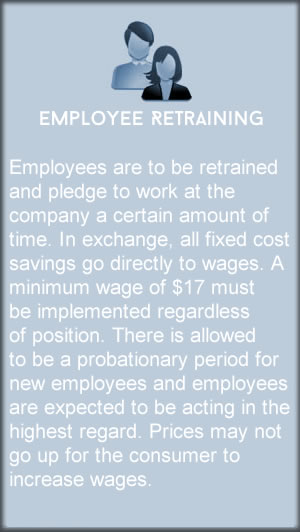 EMPLOYEE RETRAINING
Employees are to be retrained
and pledge to work at the
company a certain amount of
time. In exchange, all fixed cost
savings go directly to wages. A
minimum wage of $17 must
be implemented regardless
of position. There is allowed
to be a probationary period for
new employees and employees
are expected to be acting in the
highest regard. Prices may not
go up for the consumer to
increase wages.